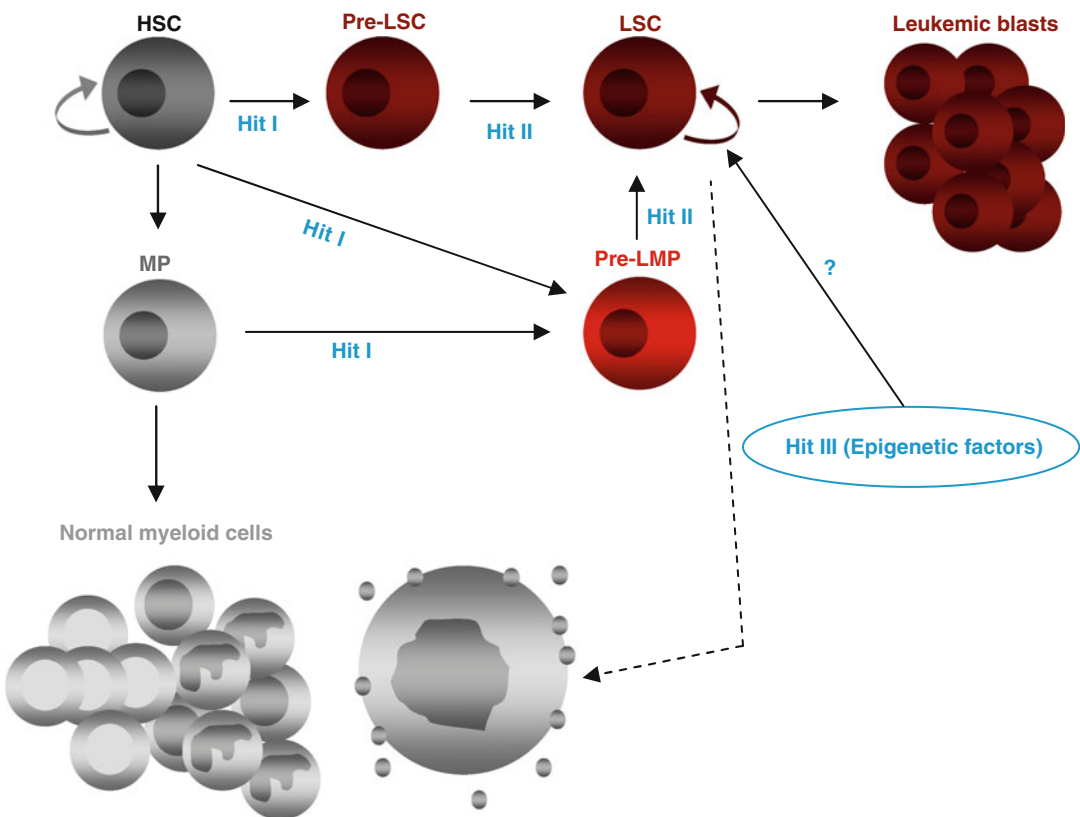 HSC
Pre-LSC
LSC
Leukemic blasts
Hit I
Hit II
Hit I
Hit II
MP
Pre-LMP
?
Hit I
Hit III (Epigenetic factors)
Normal myeloid cells